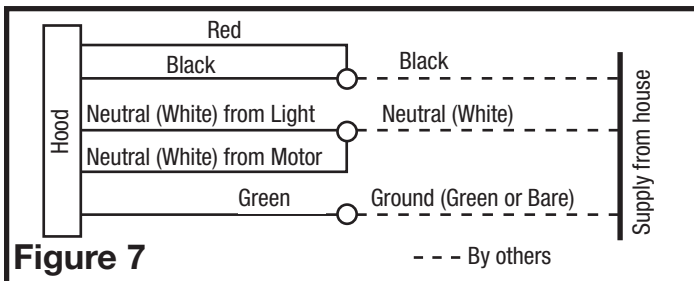 Red
Black
Black
Neutral (White) from Light
Neutral (White)
Neutral (White) from Motor
Green
Ground (Green or Bare)
Hood
Supply from house
Figure 7
- - - By others